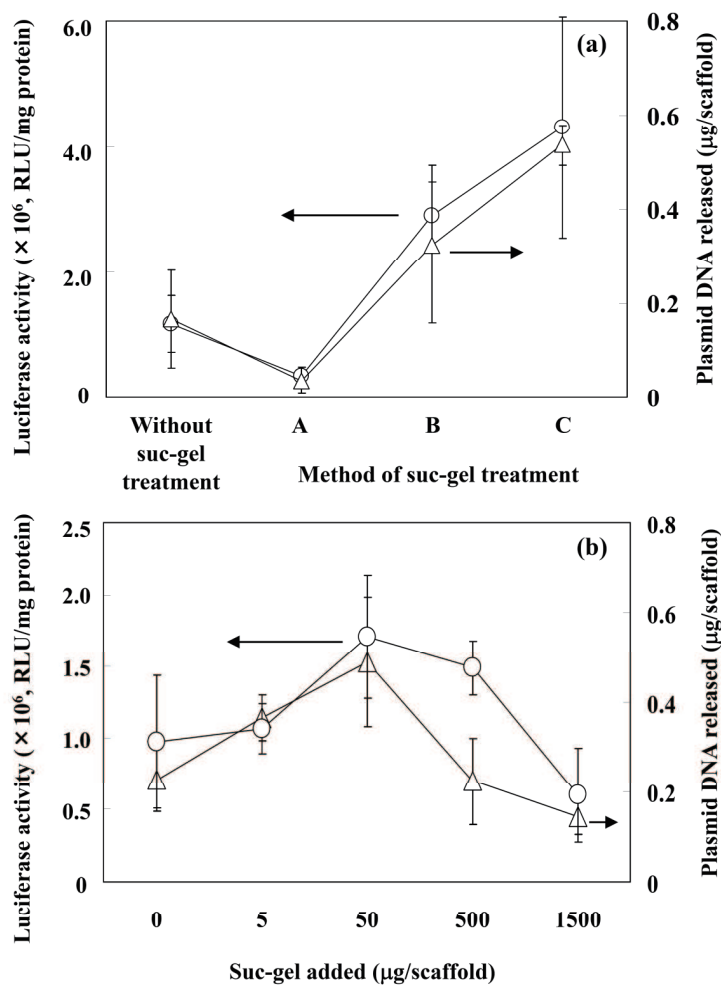 (a)
Luciferase activity (×10⁶, RLU/mg protein)
6.0
4.0
2.0
0
0.8
0.6
0.4
0.2
0
Plasmid DNA released (μg/scaffold)
Without
suc-gel
treatment
A
B
C
Method of suc-gel treatment
(b)
Luciferase activity (×10⁶, RLU/mg protein)
2.5
2.0
1.5
1.0
0.5
0
0.8
0.6
0.4
0.2
0
Plasmid DNA released (μg/scaffold)
0
5
50
500
1500
Suc-gel added (μg/scaffold)